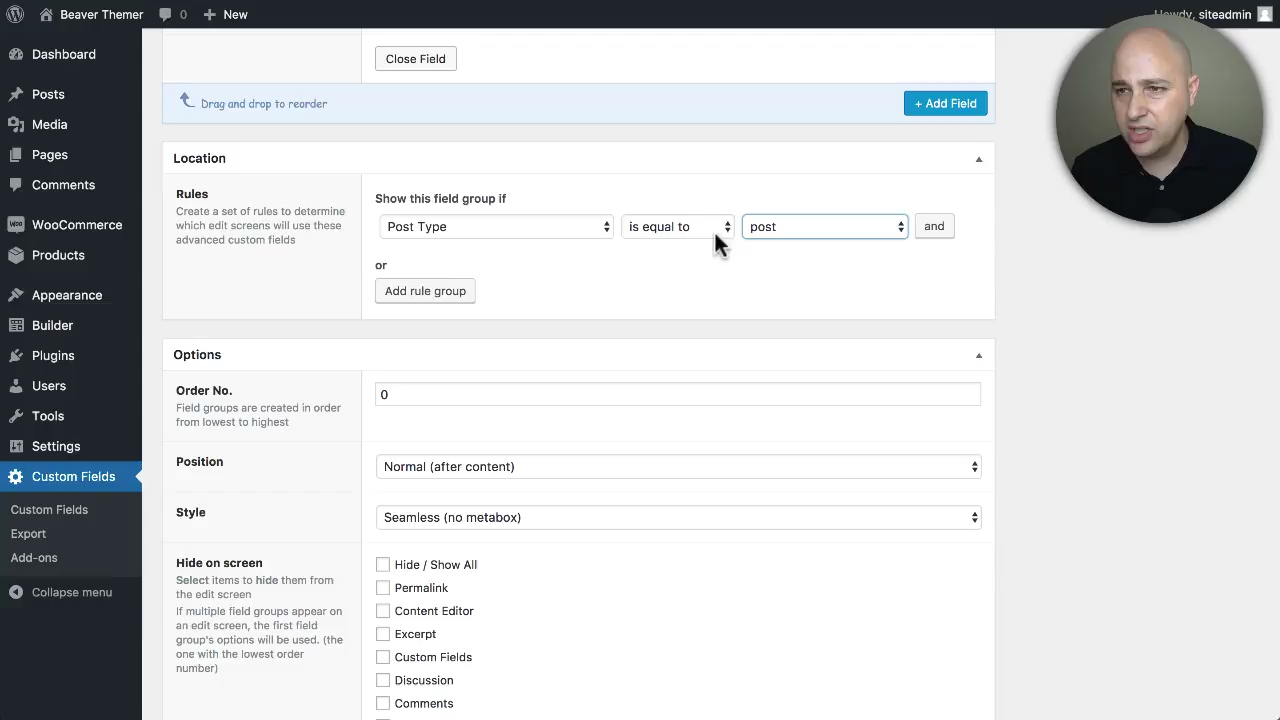 Beaver Themer
0
New
Howdy, siteadmin
Dashboard
Posts
Media
Pages
Comments
WooCommerce
Products
Appearance
Builder
Plugins
Users
Tools
Settings
Custom Fields
Custom Fields
Export
Add-ons
Collapse menu
Close Field
Drag and drop to reorder
+ Add Field
Location
Rules
Create a set of rules to determine
which edit screens will use these
advanced custom fields
Show this field group if
Post Type
is equal to
post
and
or
Add rule group
Options
Order No.
Field groups are created in order
from lowest to highest
0
Position
Normal (after content)
Style
Seamless (no metabox)
Hide on screen
Select items to hide them from
the edit screen
If multiple field groups appear on
an edit screen, the first field
group's options will be used. (the
one with the lowest order
number)
Hide / Show All
Permalink
Content Editor
Excerpt
Custom Fields
Discussion
Comments